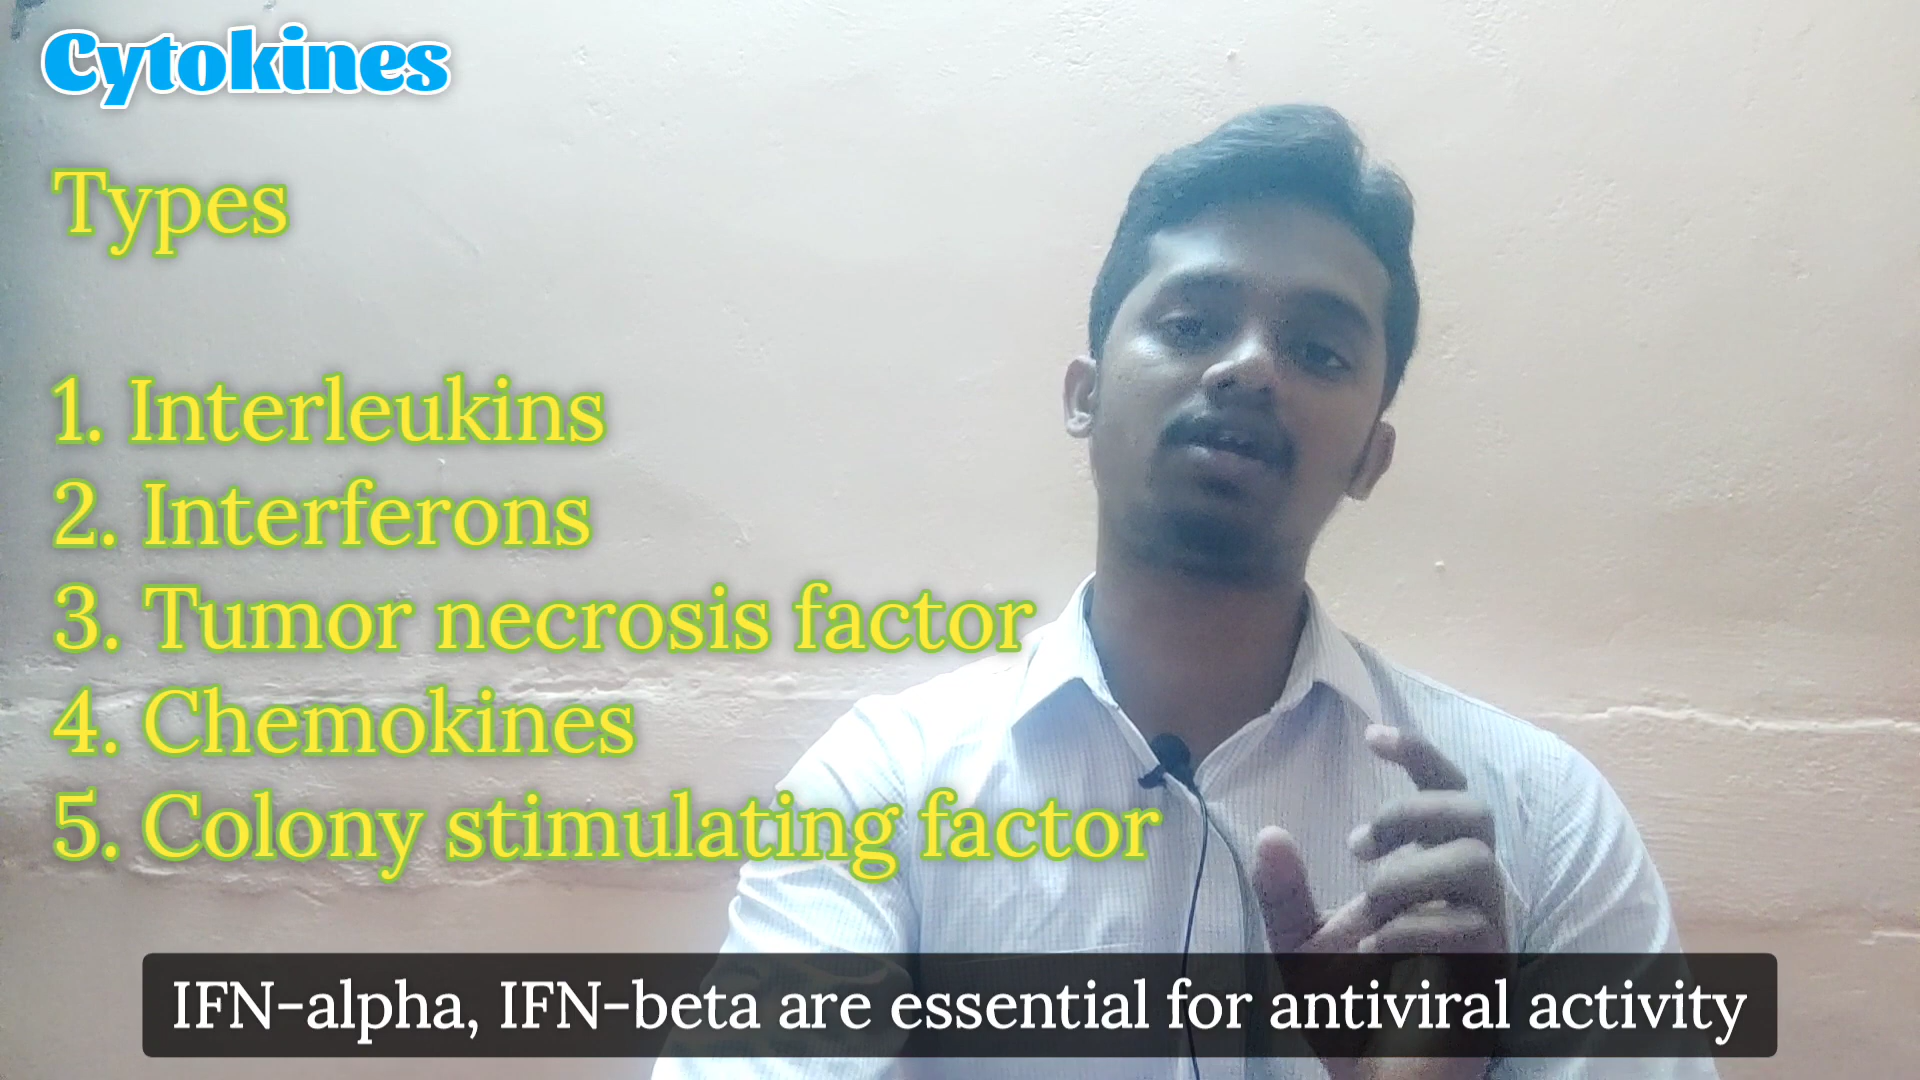 Cytokines
Types
1. Interleukins
2. Interferons
3. Tumor necrosis factor
4. Chemokines
5. Colony stimulating factor
IFN-alpha, IFN-beta are essential for antiviral activity